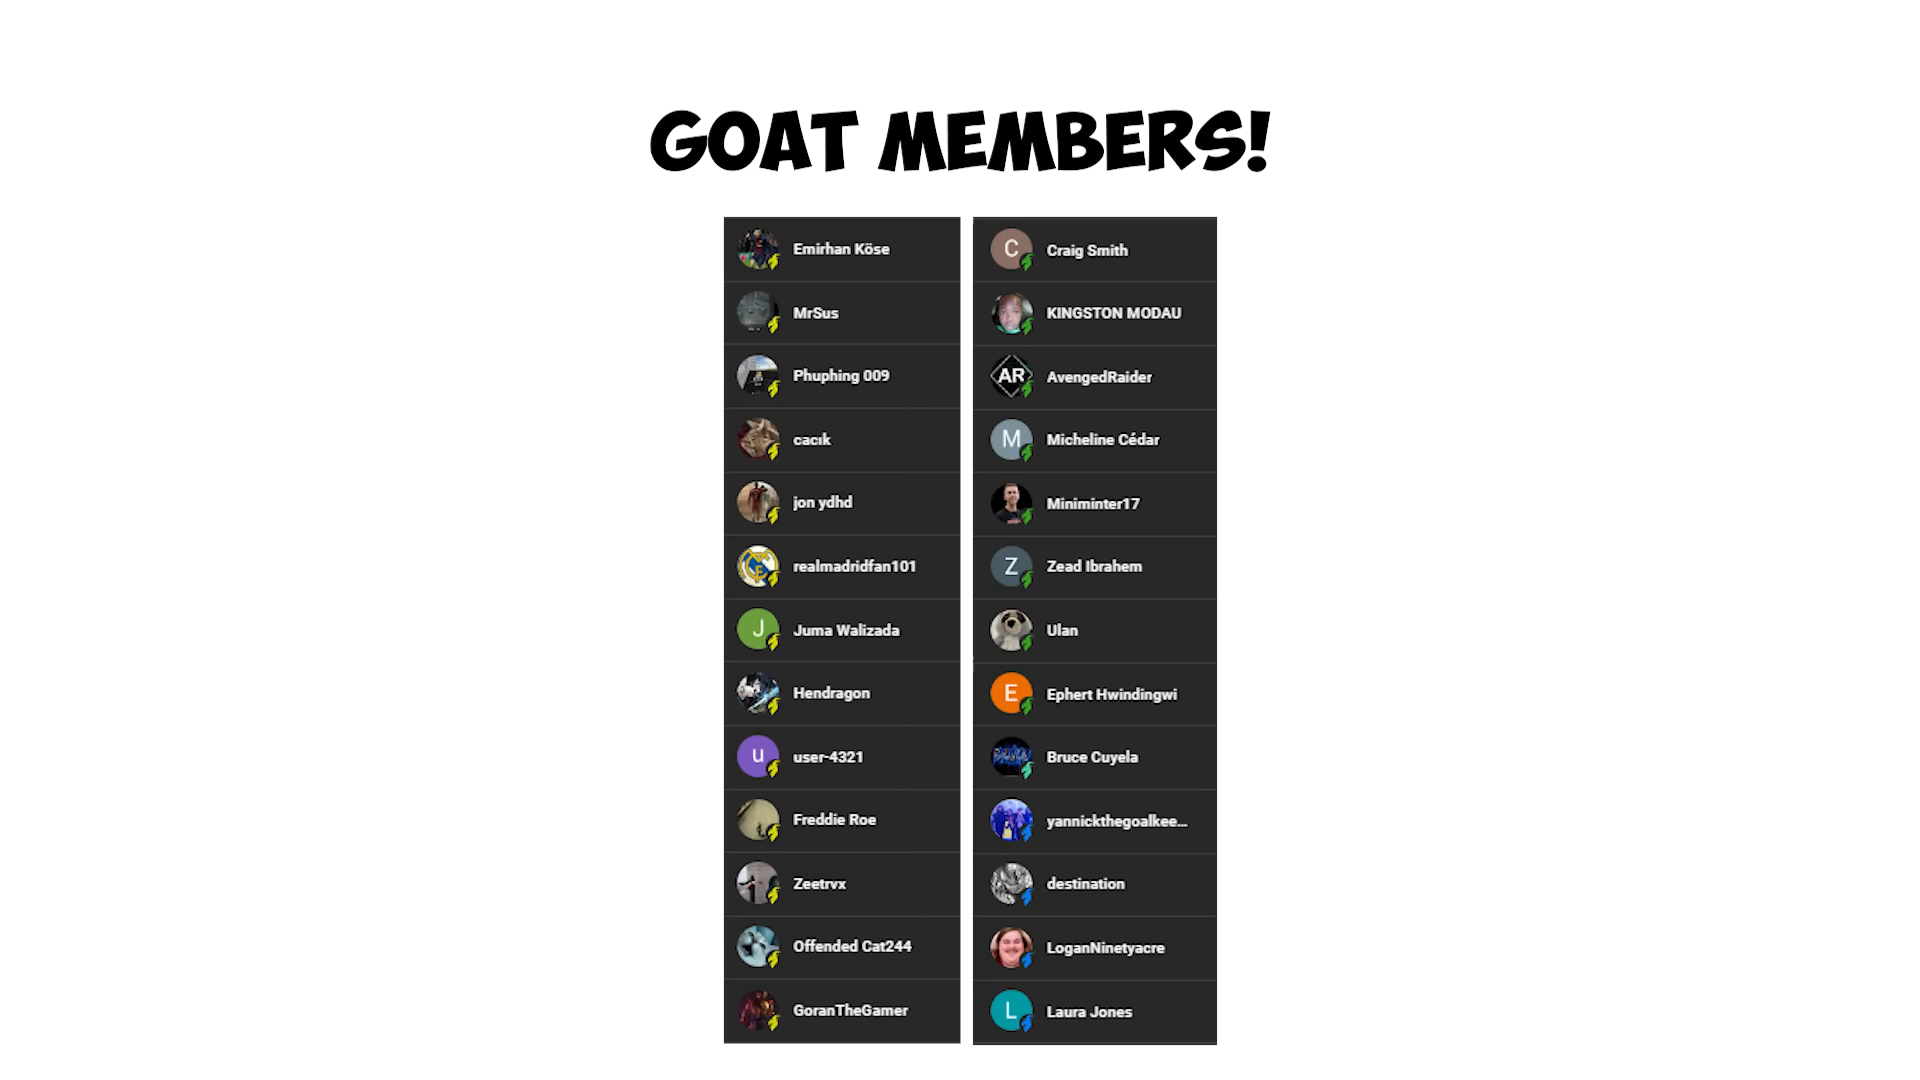 GOAT MEMBERS!
Emirhan Köse
MrSus
Phuphing 009
cacık
jon ydhd
realmadridfan101
J
Juma Walizada
Hendragon
u
user-4321
Freddie Roe
Zeetrvx
Offended Cat244
GoranTheGamer
C
Craig Smith
KINGSTON MODAU
AR
AvengedRaider
M
Micheline Cédar
Miniminter17
Z
Zead Ibrahem
Ulan
E
Ephert Hwindingwi
Bruce Cuyela
yannickthegoalkee...
destination
LoganNinetyacre
L
Laura Jones